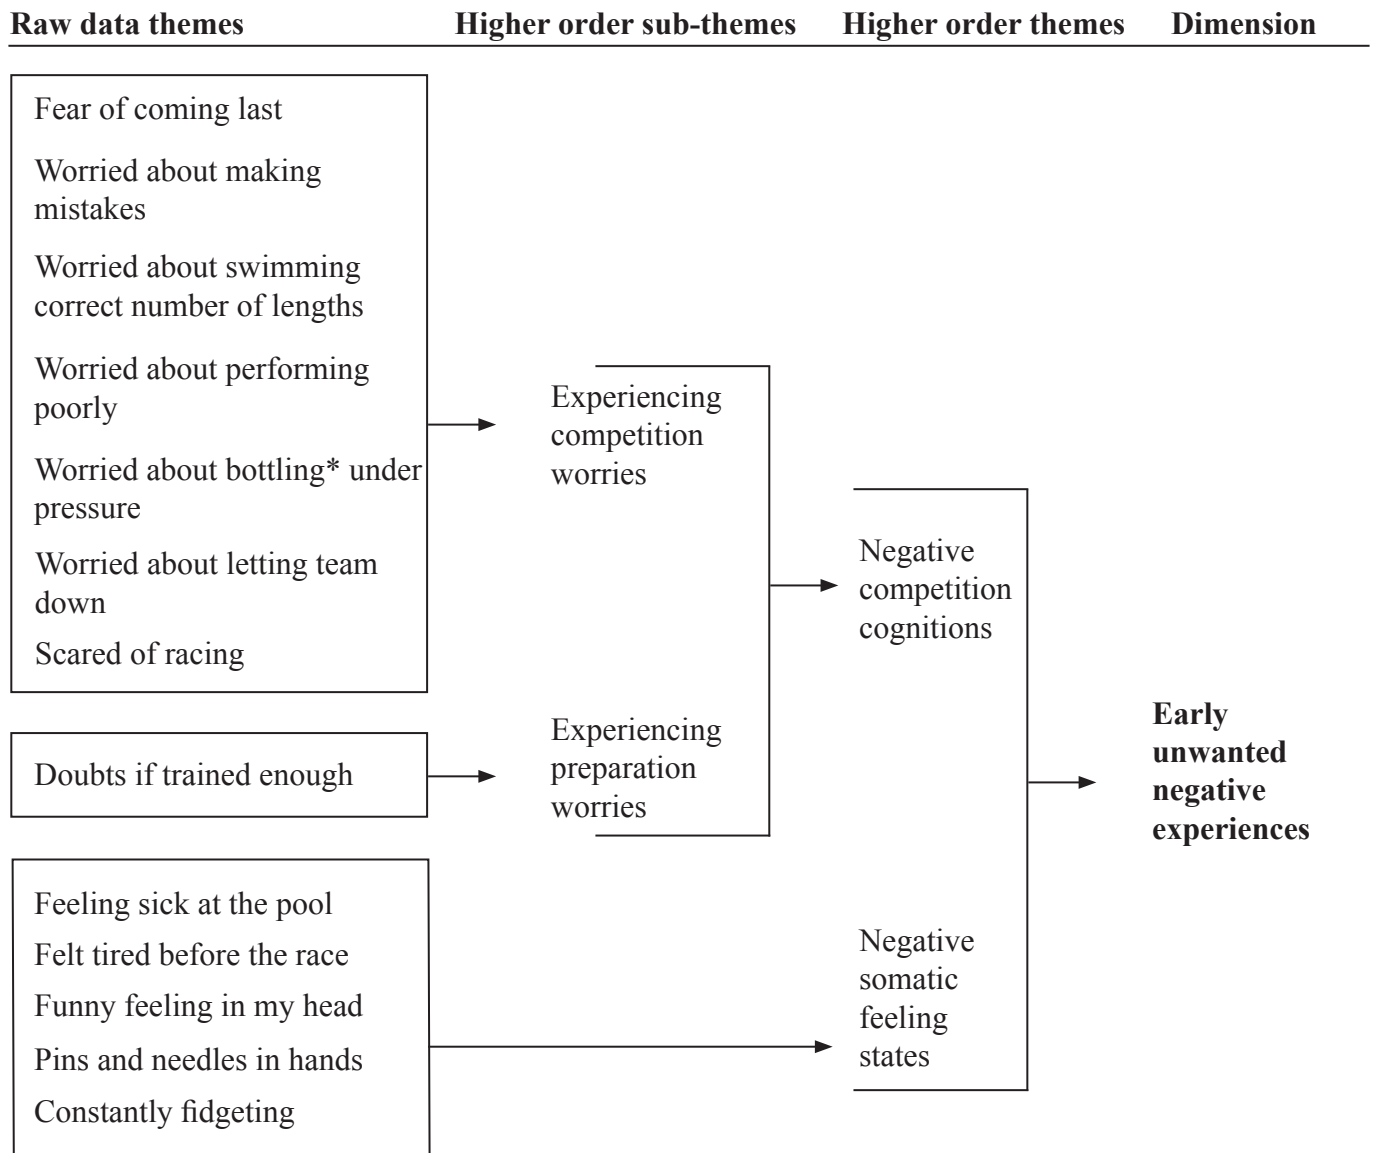 Raw data themes Higher order sub-themes Higher order themes Dimension
Fear of coming last
Worried about making
mistakes
Worried about swimming
correct number of lengths
Worried about performing
poorly
Worried about bottling* under
pressure
Worried about letting team
down
Scared of racing
Experiencing
competition
worries
Negative
competition
cognitions
Doubts if trained enough
Experiencing
preparation
worries
Early
unwanted
negative
experiences
Feeling sick at the pool
Felt tired before the race
Funny feeling in my head
Pins and needles in hands
Constantly fidgeting
Negative
somatic
feeling
states